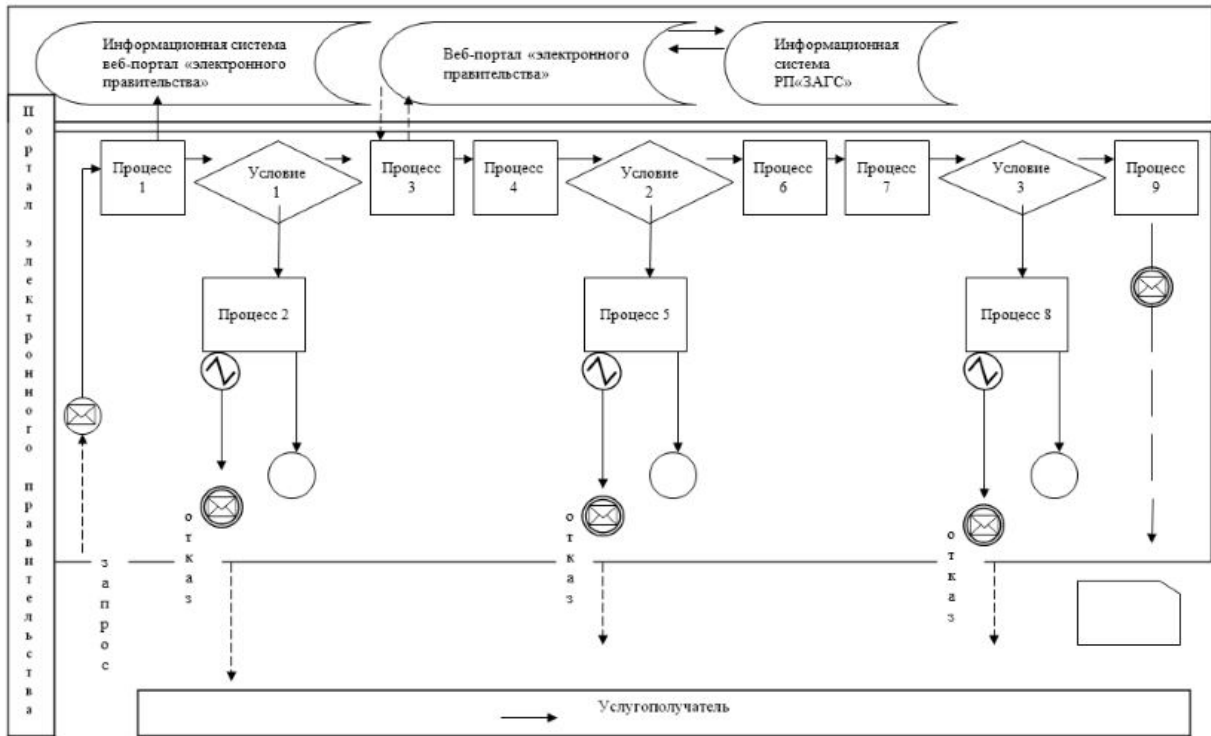 Информационная система
веб-портал «электронного
правительства»
Веб-портал «электронного
правительства»
Информационная
система
РП«ЗАГС»
Портал электронного правительства
Процесс
1
Условие
1
Процесс
3
Процесс
4
Условие
2
Процесс
6
Процесс
7
Условие
3
Процесс
9
Процесс 2
Процесс 5
Процесс 8
запрос
отказ
отказ
отказ
Услугополучатель